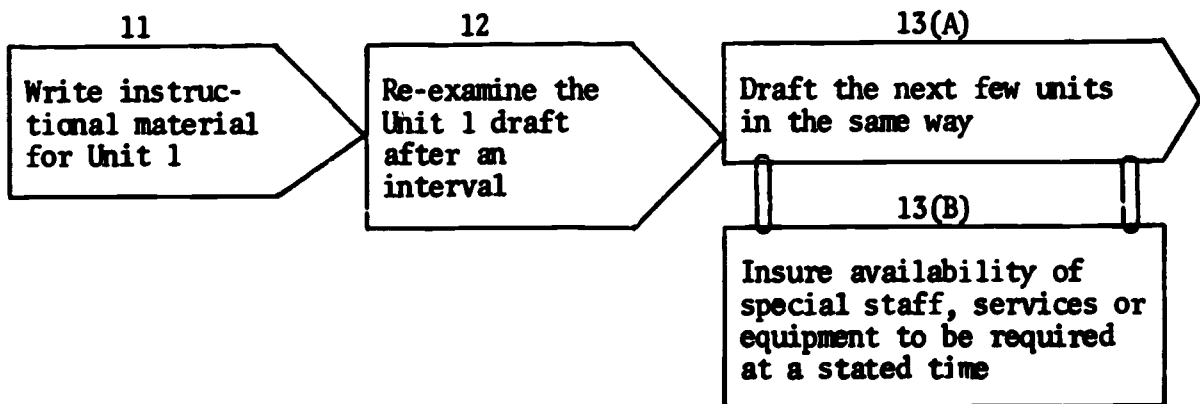 11
Write instruc-
tional material
for Unit 1
12
Re-examine the
Unit 1 draft
after an
interval
13(A)
Draft the next few units
in the same way
13(B)
Insure availability of
special staff, services or
equipment to be required
at a stated time